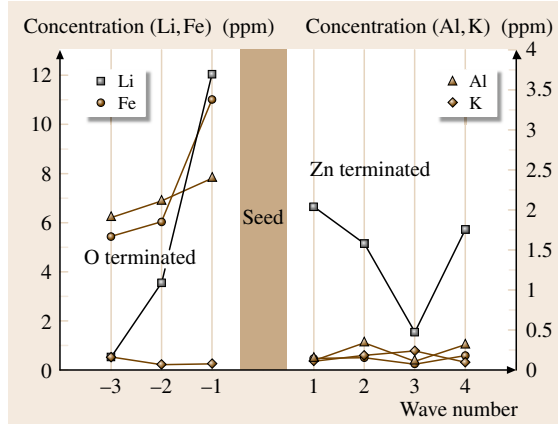 Concentration (Li, Fe) (ppm)
Concentration (Al, K) (ppm)
Li
Fe
Al
K
12
10
8
6
4
2
0
4
3.5
3
2.5
2
1.5
1
0.5
0
Zn terminated
Seed
O terminated
−3 −2 −1 1 2 3 4
Wave number